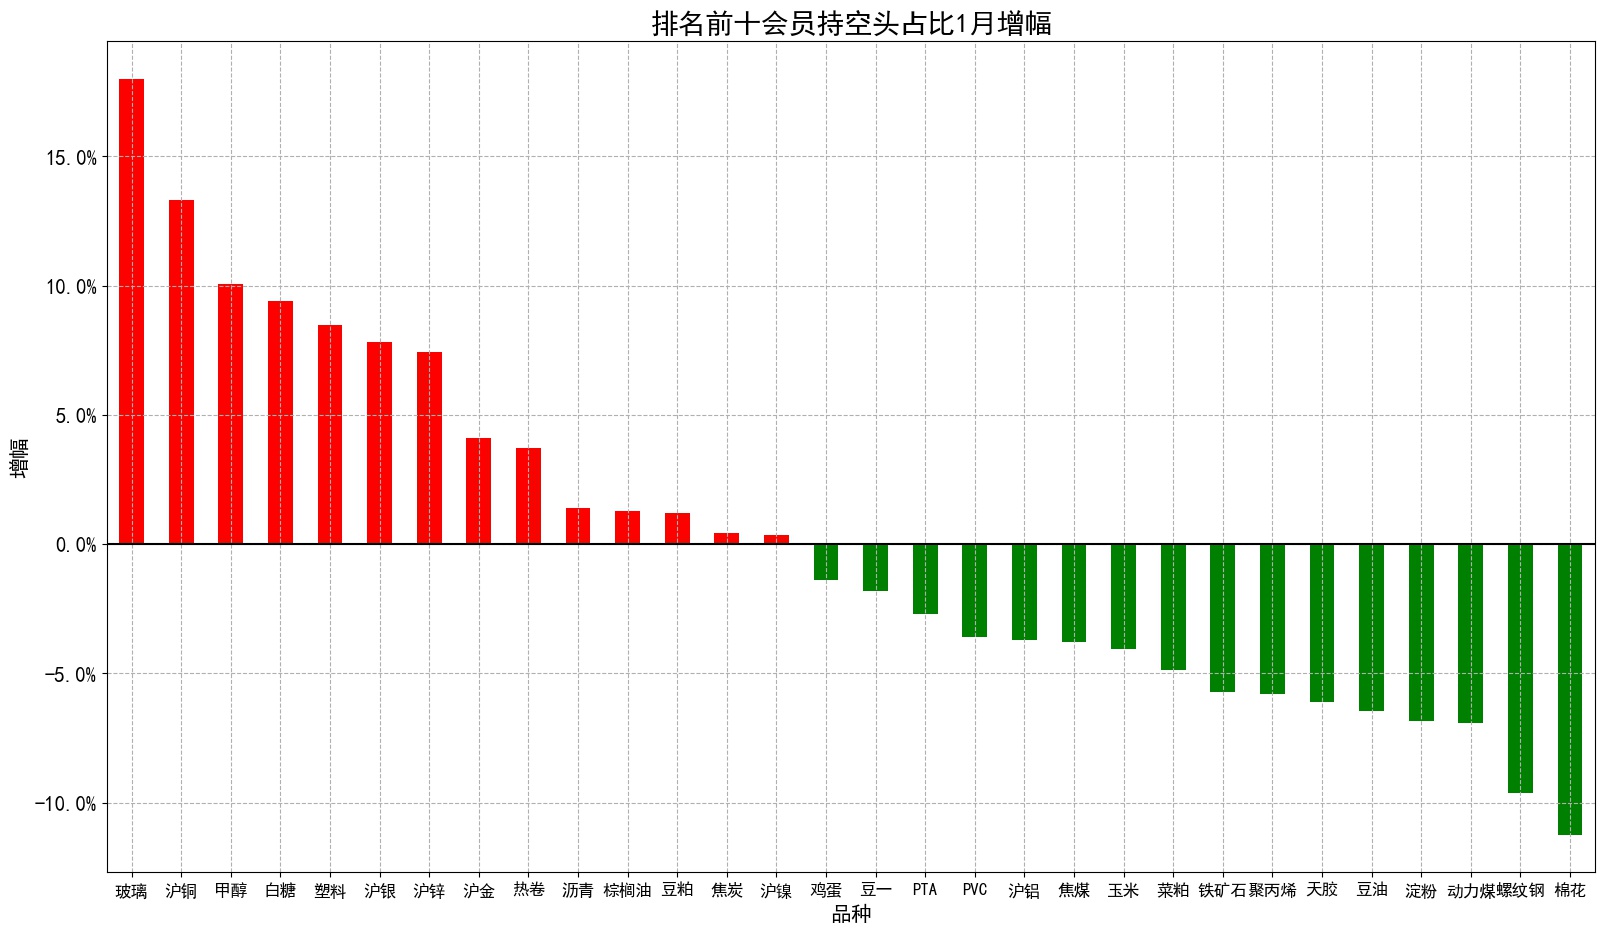 排名前十会员持空头占比1月增幅
增幅
15.0%
10.0%
5.0%
0.0%
−5.0%
−10.0%
玻璃 沪铜 甲醇 白糖 塑料 沪银 沪锌 沪金 热卷 沥青 棕榈油 豆粕 焦炭 沪镍 鸡蛋 豆一 PTA PVC 沪铝 焦煤 玉米 菜粕 铁矿石 聚丙烯 天胶 豆油 淀粉 动力煤 螺纹钢 棉花
品种